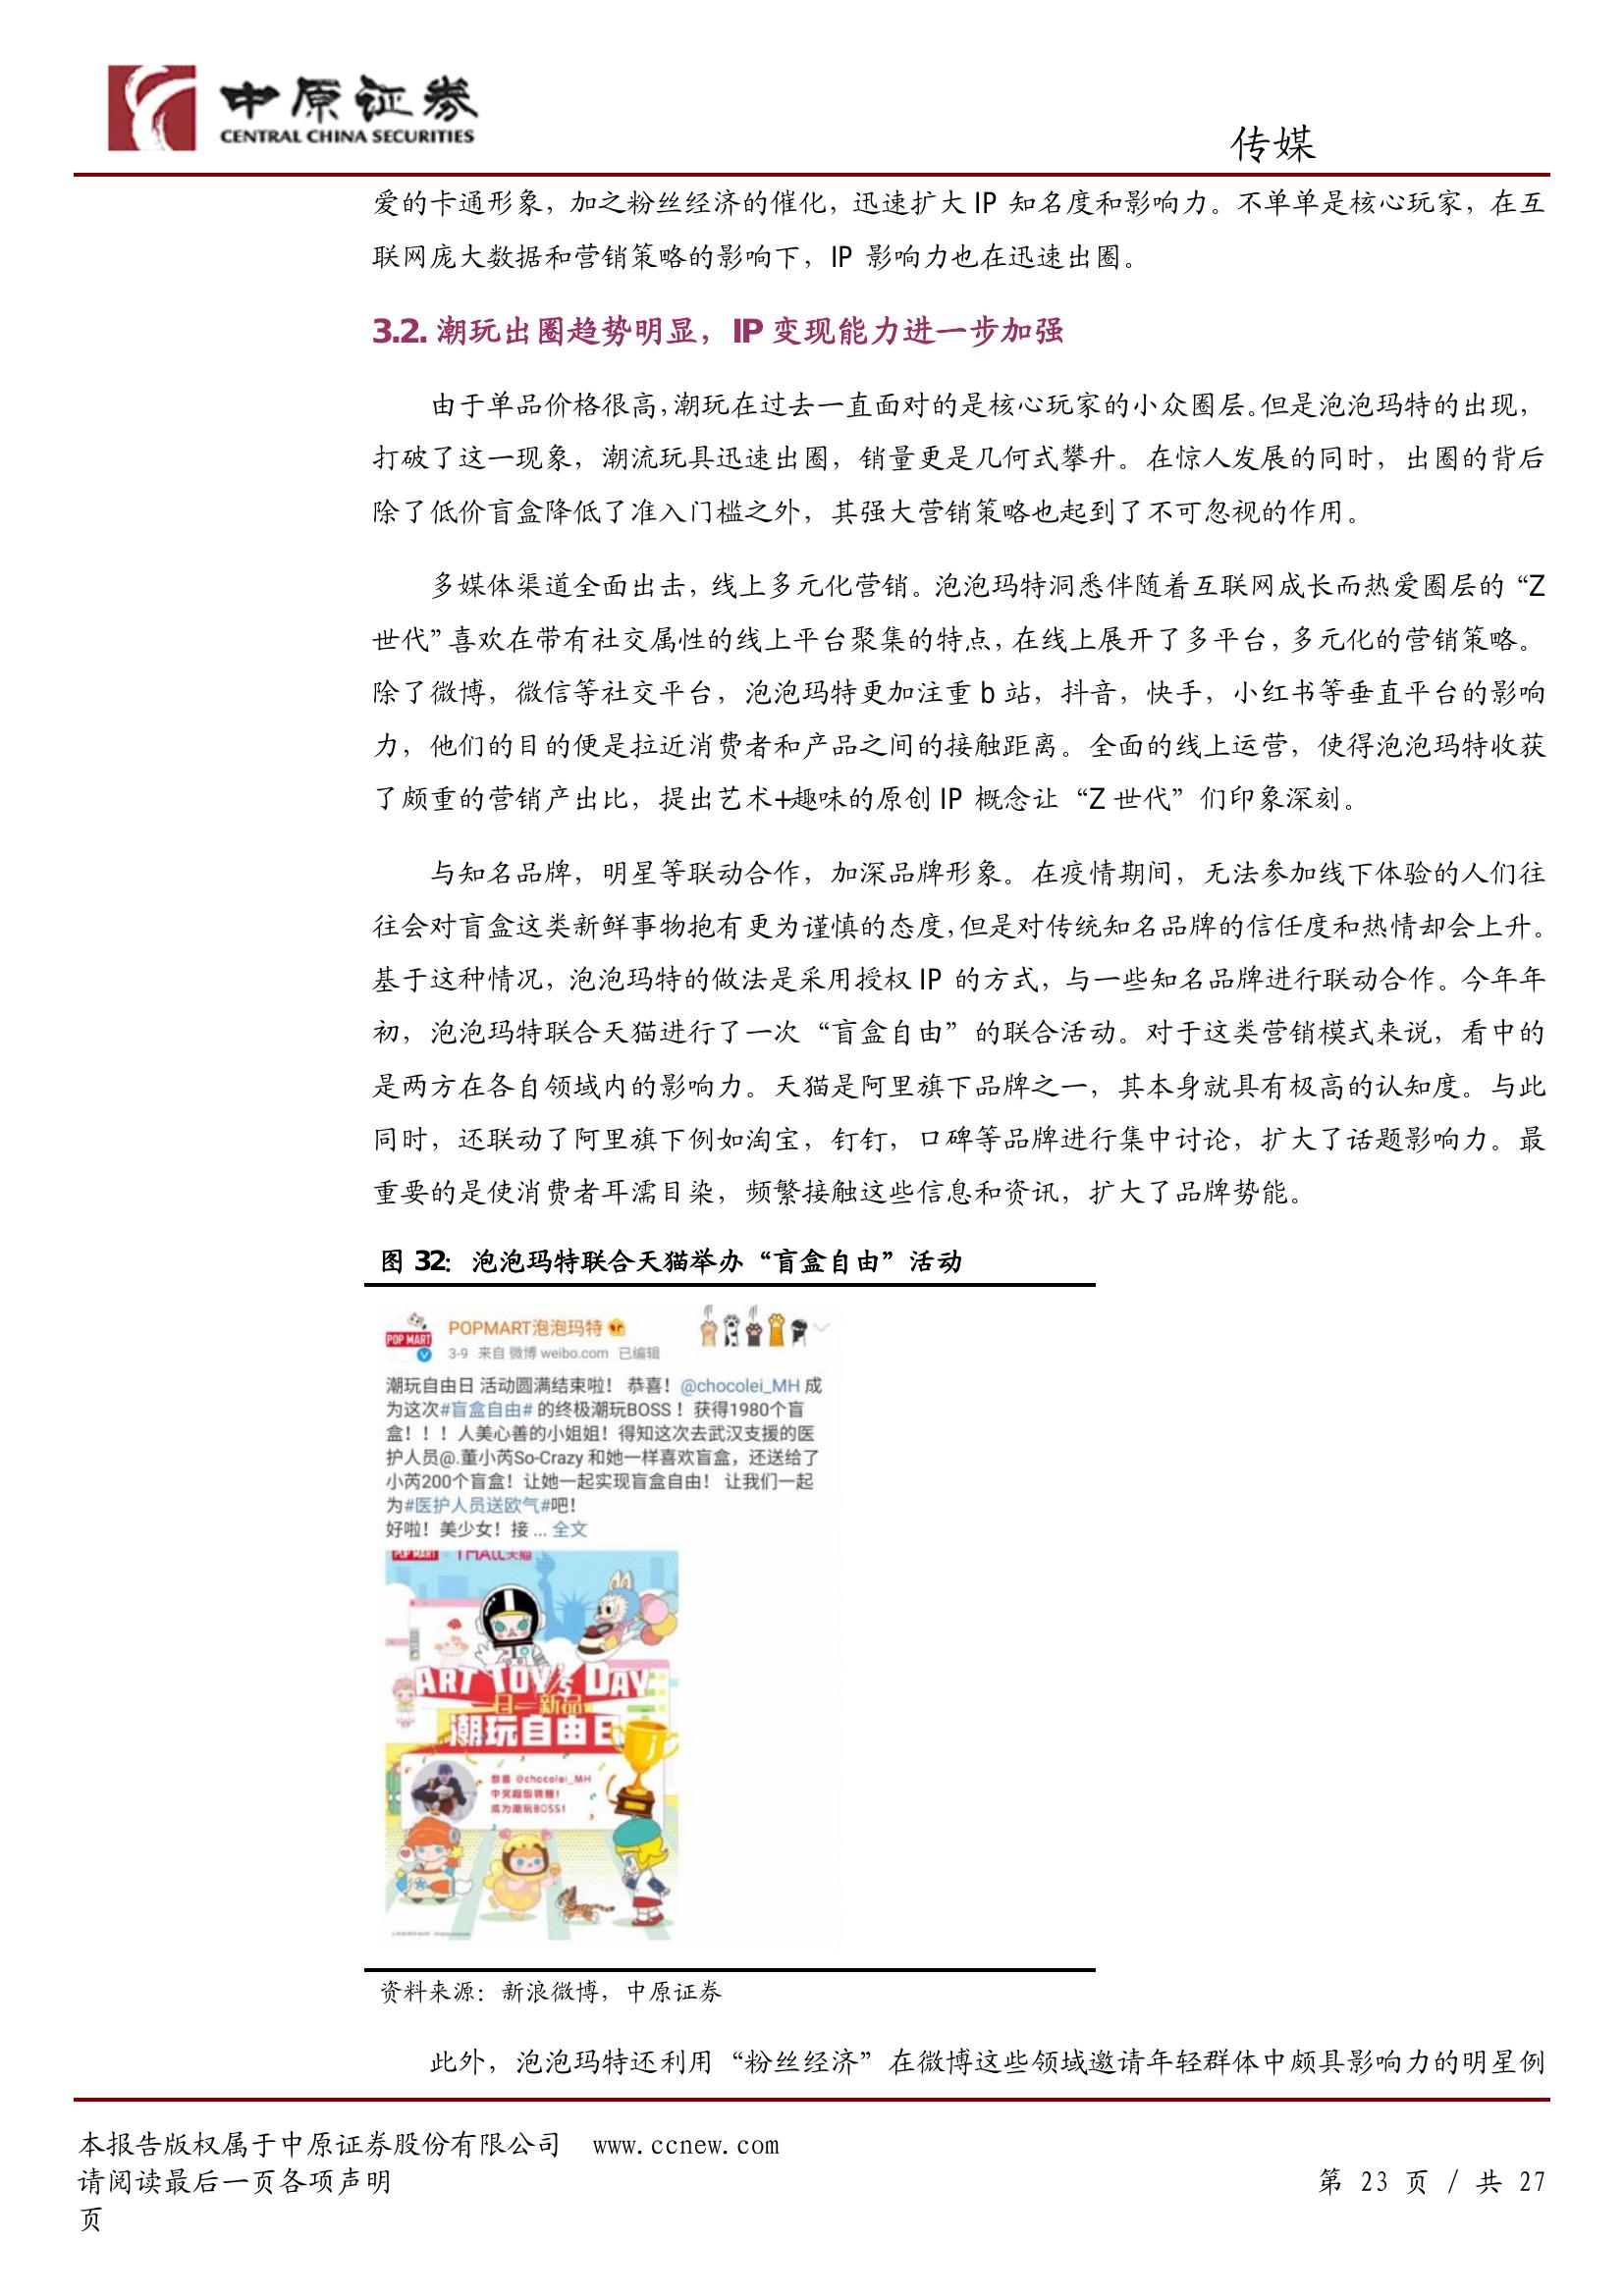 中原证券
CENTRAL CHINA SECURITIES
传媒
爱的卡通形象，加之粉丝经济的催化，迅速扩大 IP 知名度和影响力。不单单是核心玩家，在互
联网庞大数据和营销策略的影响下，IP 影响力也在迅速出圈。
3.2. 潮玩出圈趋势明显，IP 变现能力进一步加强
由于单品价格很高，潮玩在过去一直面对的是核心玩家的小众圈层。但是泡泡玛特的出现，
打破了这一现象，潮流玩具迅速出圈，销量更是几何式攀升。在惊人发展的同时，出圈的背后
除了低价盲盒降低了准入门槛之外，其强大营销策略也起到了不可忽视的作用。
多媒体渠道全面出击，线上多元化营销。泡泡玛特洞悉伴随着互联网成长而热爱圈层的“Z
世代”喜欢在带有社交属性的线上平台聚集的特点，在线上展开了多平台，多元化的营销策略。
除了微博，微信等社交平台，泡泡玛特更加注重 b 站，抖音，快手，小红书等垂直平台的影响
力，他们的目的便是拉近消费者和产品之间的接触距离。全面的线上运营，使得泡泡玛特收获
了颇重的营销产出比，提出艺术+趣味的原创 IP 概念让“Z 世代”们印象深刻。
与知名品牌，明星等联动合作，加深品牌形象。在疫情期间，无法参加线下体验的人们往
往会对盲盒这类新鲜事物抱有更为谨慎的态度，但是对传统知名品牌的信任度和热情却会上升。
基于这种情况，泡泡玛特的做法是采用授权 IP 的方式，与一些知名品牌进行联动合作。今年年
初，泡泡玛特联合天猫进行了一次“盲盒自由”的联合活动。对于这类营销模式来说，看中的
是两方在各自领域内的影响力。天猫是阿里旗下品牌之一，其本身就具有极高的认知度。与此
同时，还联动了阿里旗下例如淘宝，钉钉，口碑等品牌进行集中讨论，扩大了话题影响力。最
重要的是使消费者耳濡目染，频繁接触这些信息和资讯，扩大了品牌势能。
图 32：泡泡玛特联合天猫举办“盲盒自由”活动
POP MART
POPMART泡泡玛特
3-9 来自 微博 weibo.com 已编辑
潮玩自由日 活动圆满结束啦！ 恭喜！@chocolei_MH 成
为这次#盲盒自由# 的终极潮玩BOSS！获得1980个盲
盒！！！人美心善的小姐姐！得知这次去武汉支援的医
护人员@.董小芮So-Crazy 和她一样喜欢盲盒，还送给了
小芮200个盲盒！让她一起实现盲盒自由！ 让我们一起
为#医护人员送欧气#吧！
好啦！美少女！接 ... 全文
POP MART TMALL天猫
ART TOY's DAY
一日一新品
潮玩自由日
恭喜 @chocolei_MH
中奖超级锦鲤！
成为潮玩BOSS！
资料来源：新浪微博，中原证券
此外，泡泡玛特还利用“粉丝经济”在微博这些领域邀请年轻群体中颇具影响力的明星例
本报告版权属于中原证券股份有限公司 www.ccnew.com
请阅读最后一页各项声明 第 23 页 / 共 27
页